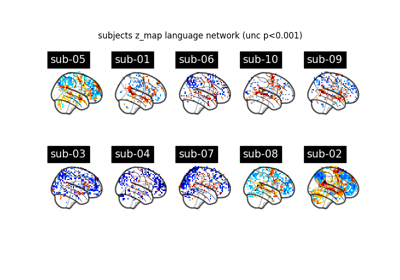 subjects z_map language network (unc p<0.001)
sub-05 sub-01 sub-06 sub-10 sub-09
sub-03 sub-04 sub-07 sub-08 sub-02